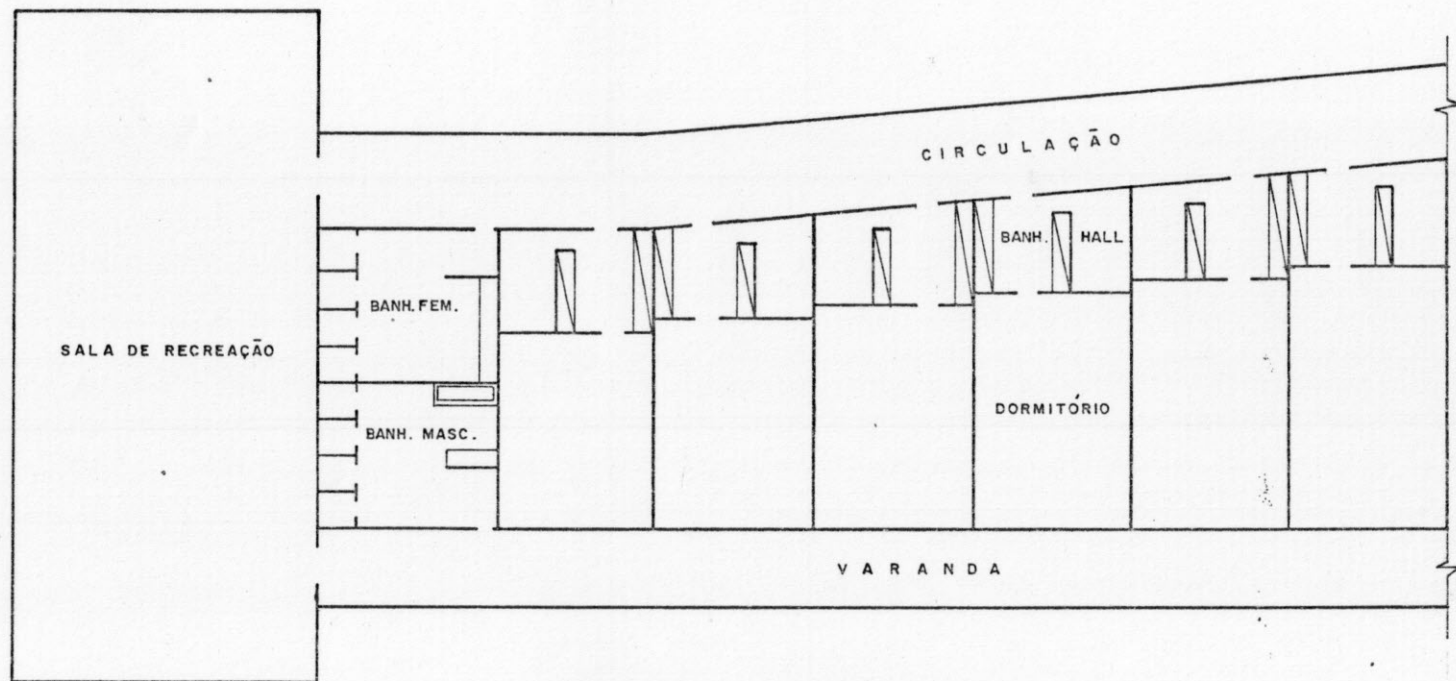 CIRCULAÇÃO
BANH. HALL
BANH. FEM.
SALA DE RECREAÇÃO
DORMITÓRIO
BANH. MASC.
VARANDA